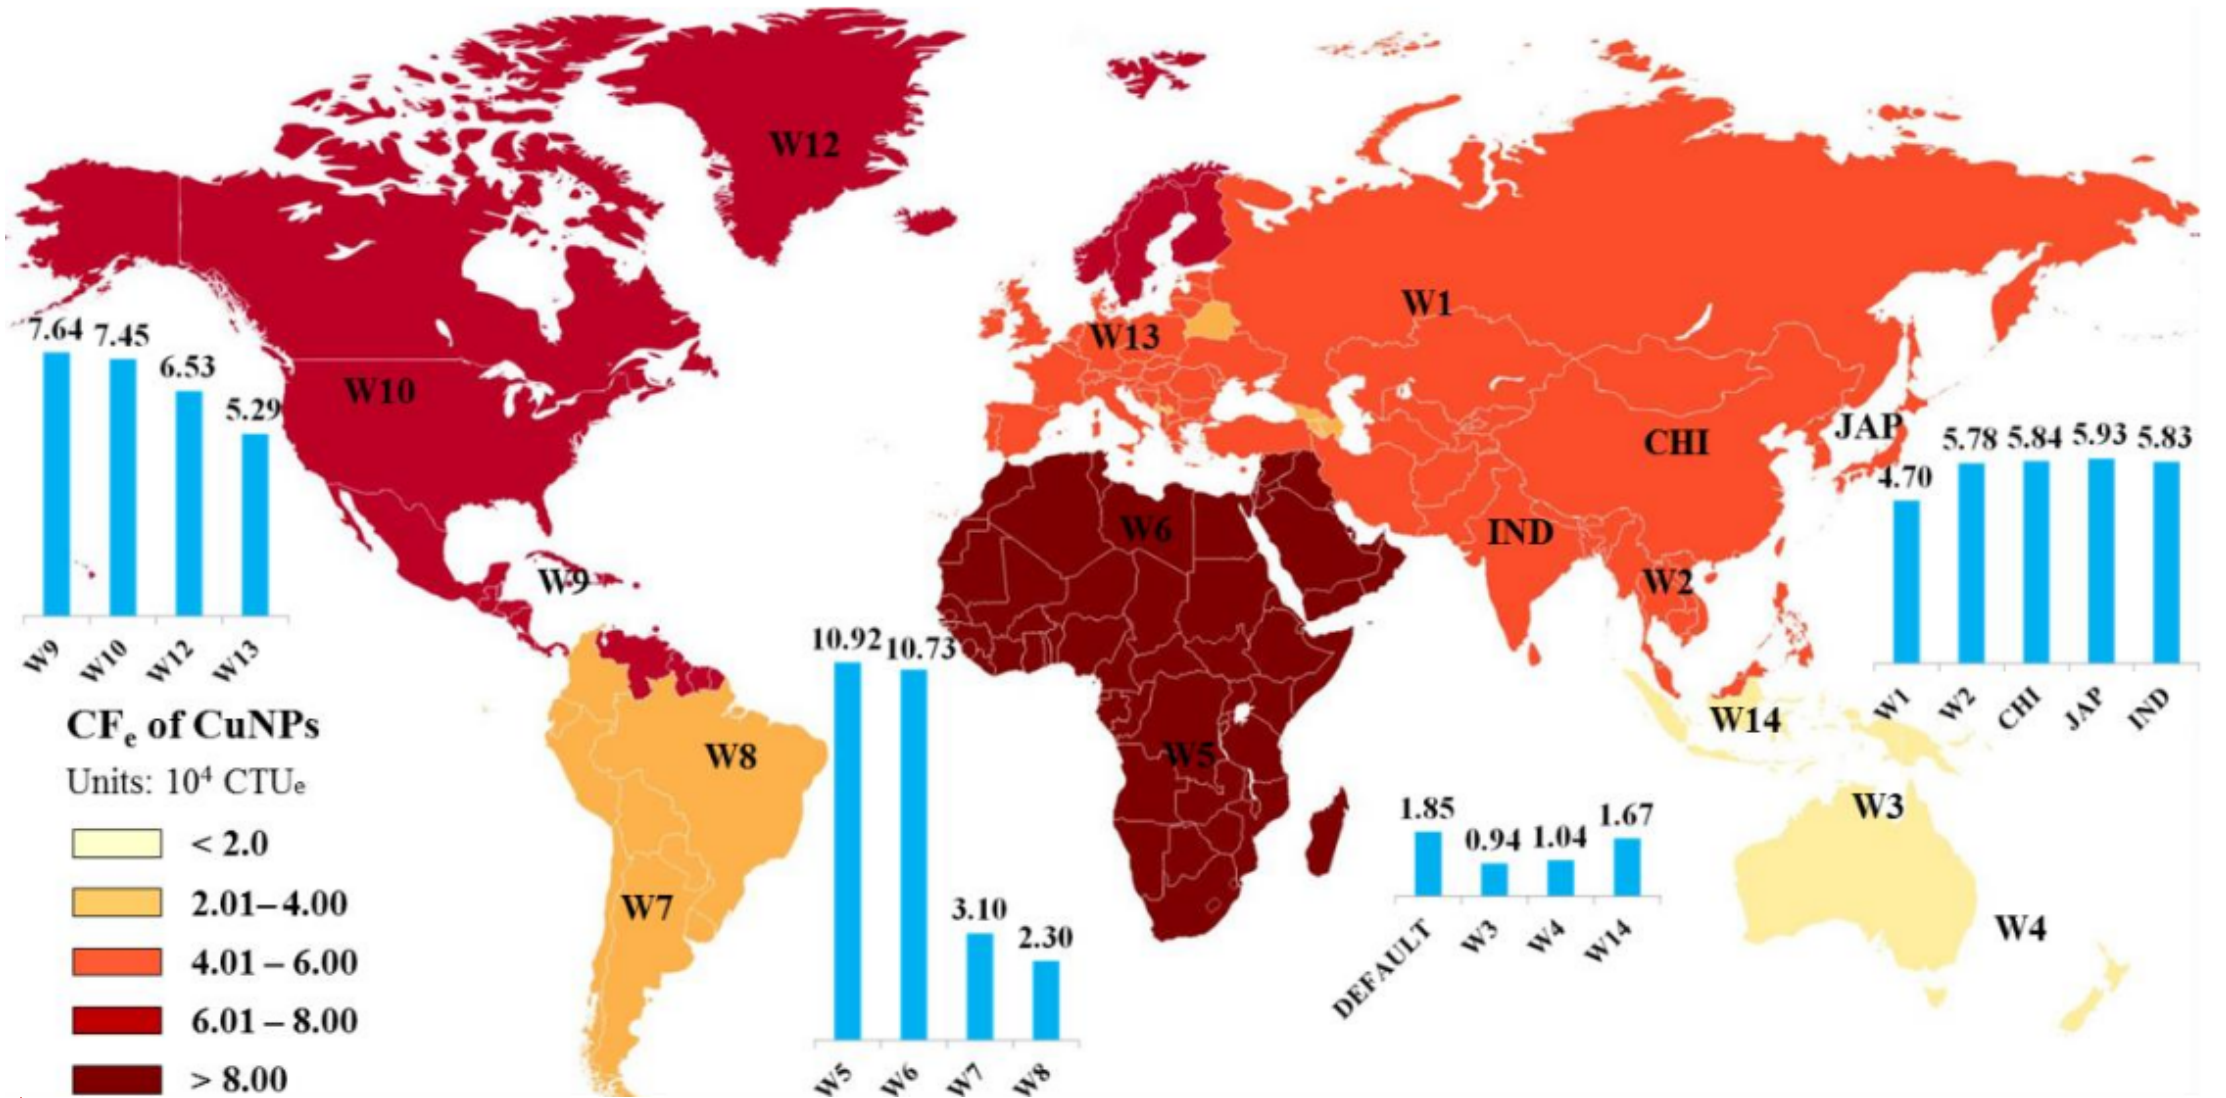 W12
W1
W13
W10
CHI
JAP
W6
IND
W9
W2
W14
W8
W5
W3
W7
W4
7.64 7.45
6.53
5.29
W9 W10 W12 W13
CFe of CuNPs
Units: 10⁴ CTUe
< 2.0
2.01–4.00
4.01 – 6.00
6.01 – 8.00
> 8.00
10.92 10.73
3.10
2.30
W5 W6 W7 W8
1.85
0.94 1.04 1.67
DEFAULT W3 W4 W14
4.70 5.78 5.84 5.93 5.83
W1 W2 CHI JAP IND